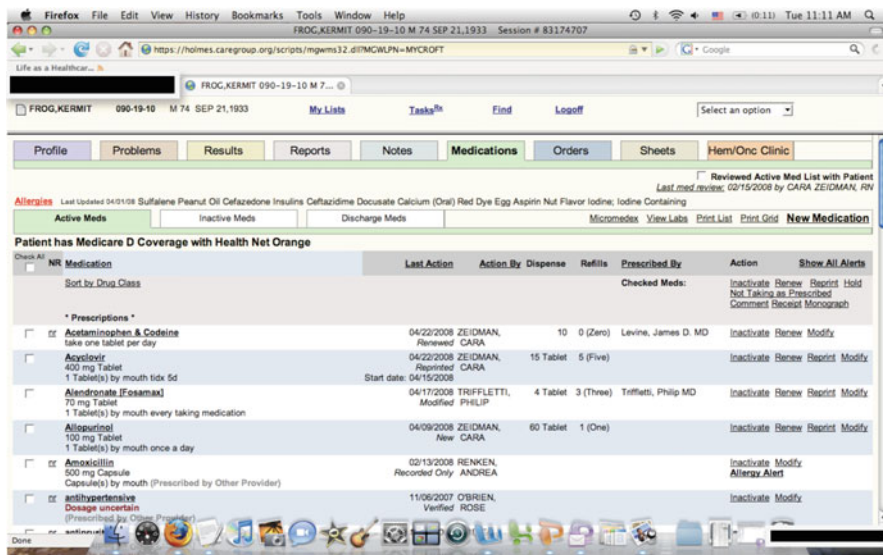 Firefox File Edit View History Bookmarks Tools Window Help (0:11) Tue 11:11 AM
FROG,KERMIT 090-19-10 M 74 SEP 21,1933 Session # 83174707
https://holmes.caregroup.org/scripts/mgwms32.dll?MGWLPN=MYCROFT Google
Life as a Healthcar...
FROG,KERMIT 090-19-10 M 7...
FROG,KERMIT 090-19-10 M 74 SEP 21,1933 My Lists TasksRx Find Logoff Select an option
Profile Problems Results Reports Notes Medications Orders Sheets Hem/Onc Clinic
Reviewed Active Med List with Patient
Last med review: 02/15/2008 by CARA ZEIDMAN, RN
Allergies Last Updated 04/01/08 Sulfalene Peanut Oil Cefazedone Insulins Ceftazidime Docusate Calcium (Oral) Red Dye Egg Aspirin Nut Flavor Iodine; Iodine Containing
Active Meds Inactive Meds Discharge Meds Micromedex View Labs Print List Print Grid New Medication
Patient has Medicare D Coverage with Health Net Orange
Check All NR Medication Last Action Action By Dispense Refills Prescribed By Action Show All Alerts
Sort by Drug Class Checked Meds: Inactivate Renew Reprint Hold
Not Taking as Prescribed
Comment Receipt Monograph
* Prescriptions *
nr Acetaminophen & Codeine 04/22/2008 ZEIDMAN, 10 0 (Zero) Levine, James D. MD Inactivate Renew Modify
take one tablet per day Renewed CARA
Acyclovir 04/22/2008 ZEIDMAN, 15 Tablet 5 (Five) Inactivate Renew Reprint Modify
400 mg Tablet Reprinted CARA
1 Tablet(s) by mouth tidx 5d Start date: 04/15/2008
Alendronate [Fosamax] 04/17/2008 TRIFFLETTI, 4 Tablet 3 (Three) Triffletti, Philip MD Inactivate Renew Reprint Modify
70 mg Tablet Modified PHILIP
1 Tablet(s) by mouth every taking medication
Allopurinol 04/09/2008 ZEIDMAN, 60 Tablet 1 (One) Inactivate Renew Reprint Modify
100 mg Tablet New CARA
1 Tablet(s) by mouth once a day
nr Amoxicillin 02/13/2008 RENKEN, Inactivate Modify
500 mg Capsule Recorded Only ANDREA Allergy Alert
Capsule(s) by mouth (Prescribed by Other Provider)
nr antihypertensive 11/06/2007 O'BRIEN, Inactivate Modify
Dosage uncertain Verified ROSE
(Prescribed by Other Provider)
Done